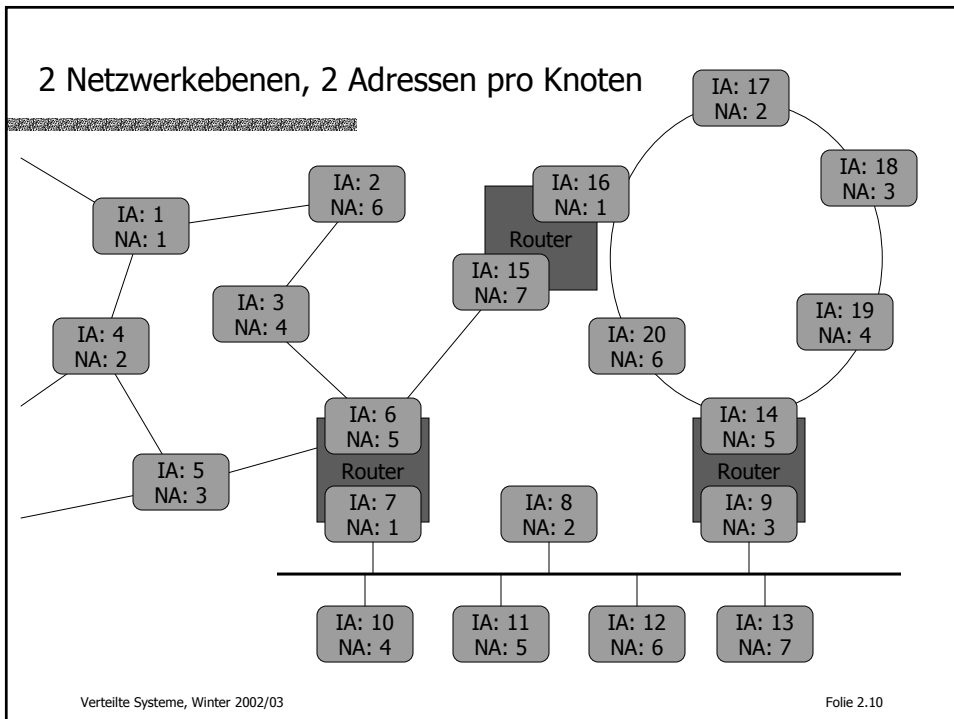 2 Netzwerkebenen, 2 Adressen pro Knoten
IA: 17
NA: 2
IA: 2
NA: 6
IA: 16
NA: 1
IA: 18
NA: 3
IA: 1
NA: 1
Router
IA: 15
NA: 7
IA: 3
NA: 4
IA: 19
NA: 4
IA: 4
NA: 2
IA: 20
NA: 6
IA: 6
NA: 5
Router
IA: 7
NA: 1
IA: 14
NA: 5
Router
IA: 9
NA: 3
IA: 5
NA: 3
IA: 8
NA: 2
IA: 10
NA: 4
IA: 11
NA: 5
IA: 12
NA: 6
IA: 13
NA: 7
Verteilte Systeme, Winter 2002/03
Folie 2.10